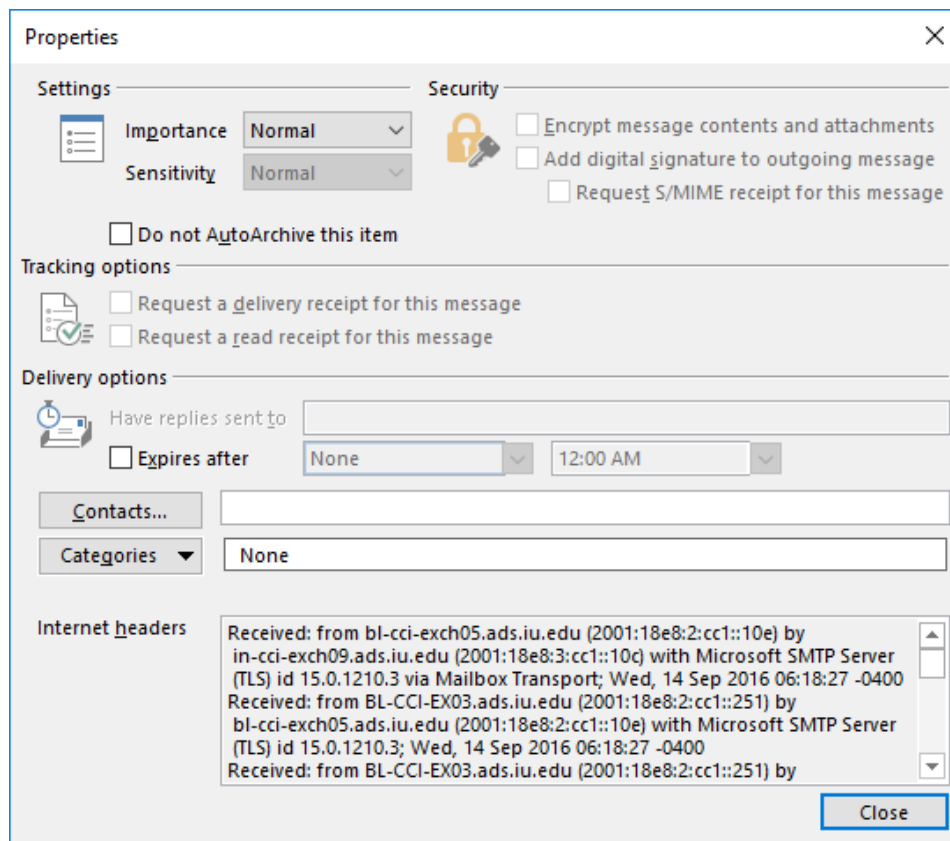 Properties
Settings
Security
Importance Normal
Encrypt message contents and attachments
Sensitivity Normal
Add digital signature to outgoing message
Request S/MIME receipt for this message
Do not AutoArchive this item
Tracking options
Request a delivery receipt for this message
Request a read receipt for this message
Delivery options
Have replies sent to
Expires after None 12:00 AM
Contacts...
Categories None
Internet headers
Received: from bl-cci-exch05.ads.iu.edu (2001:18e8:2:cc1::10e) by
in-cci-exch09.ads.iu.edu (2001:18e8:3:cc1::10c) with Microsoft SMTP Server
(TLS) id 15.0.1210.3 via Mailbox Transport; Wed, 14 Sep 2016 06:18:27 -0400
Received: from BL-CCI-EX03.ads.iu.edu (2001:18e8:2:cc1::251) by
bl-cci-exch05.ads.iu.edu (2001:18e8:2:cc1::10e) with Microsoft SMTP Server
(TLS) id 15.0.1210.3; Wed, 14 Sep 2016 06:18:27 -0400
Received: from BL-CCI-EX03.ads.iu.edu (2001:18e8:2:cc1::251) by
Close